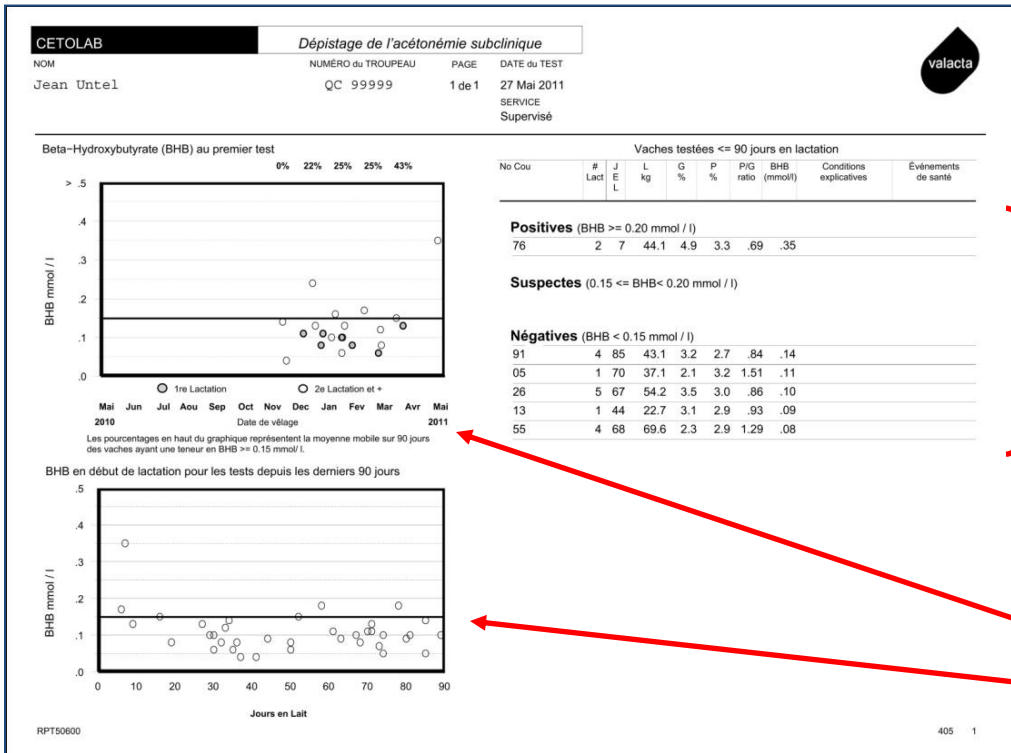 CETOLAB
Dépistage de l'acétonémie subclinique
NOM
NUMÉRO du TROUPEAU
PAGE
DATE du TEST
Jean Untel
QC 99999
1 de 1
27 Mai 2011
SERVICE
Supervisé
valacta
Beta-Hydroxybutyrate (BHB) au premier test
0% 22% 25% 25% 43%
> .5
.4
.3
.2
.1
.0
BHB mmol / l
1re Lactation
2e Lactation et +
Mai Jun Jul Aou Sep Oct Nov Dec Jan Fev Mar Avr Mai
2010 Date de vêlage 2011
Les pourcentages en haut du graphique représentent la moyenne mobile sur 90 jours
des vaches ayant une teneur en BHB >= 0.15 mmol/ l.
BHB en début de lactation pour les tests depuis les derniers 90 jours
.5
.4
.3
.2
.1
.0
BHB mmol / l
0 10 20 30 40 50 60 70 80 90
Jours en Lait
Vaches testées <= 90 jours en lactation
No Cou # J L G P P/G BHB Conditions Événements
Lact E kg % % ratio (mmol/l) explicatives de santé
L
Positives (BHB >= 0.20 mmol / l)
76 2 7 44.1 4.9 3.3 .69 .35
Suspectes (0.15 <= BHB< 0.20 mmol / l)
Négatives (BHB < 0.15 mmol / l)
91 4 85 43.1 3.2 2.7 .84 .14
05 1 70 37.1 2.1 3.2 1.51 .11
26 5 67 54.2 3.5 3.0 .86 .10
13 1 44 22.7 3.1 2.9 .93 .09
55 4 68 69.6 2.3 2.9 1.29 .08
RPT50600
405 1